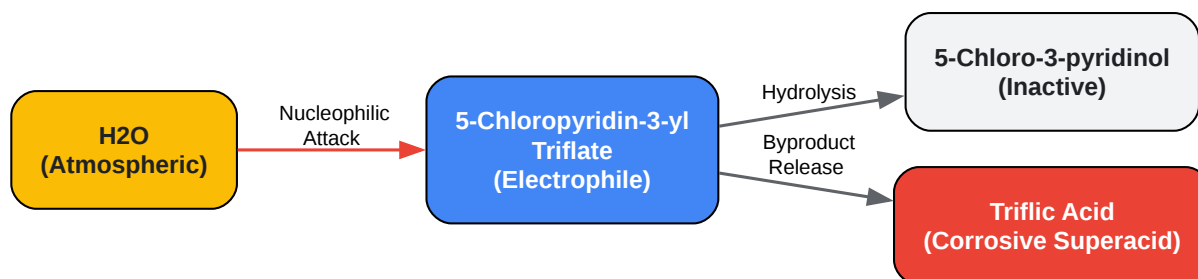 H2O
(Atmospheric)
Nucleophilic
Attack
5-Chloropyridin-3-yl
Triflate
(Electrophile)
Hydrolysis
5-Chloro-3-pyridinol
(Inactive)
Byproduct
Release
Triflic Acid
(Corrosive Superacid)